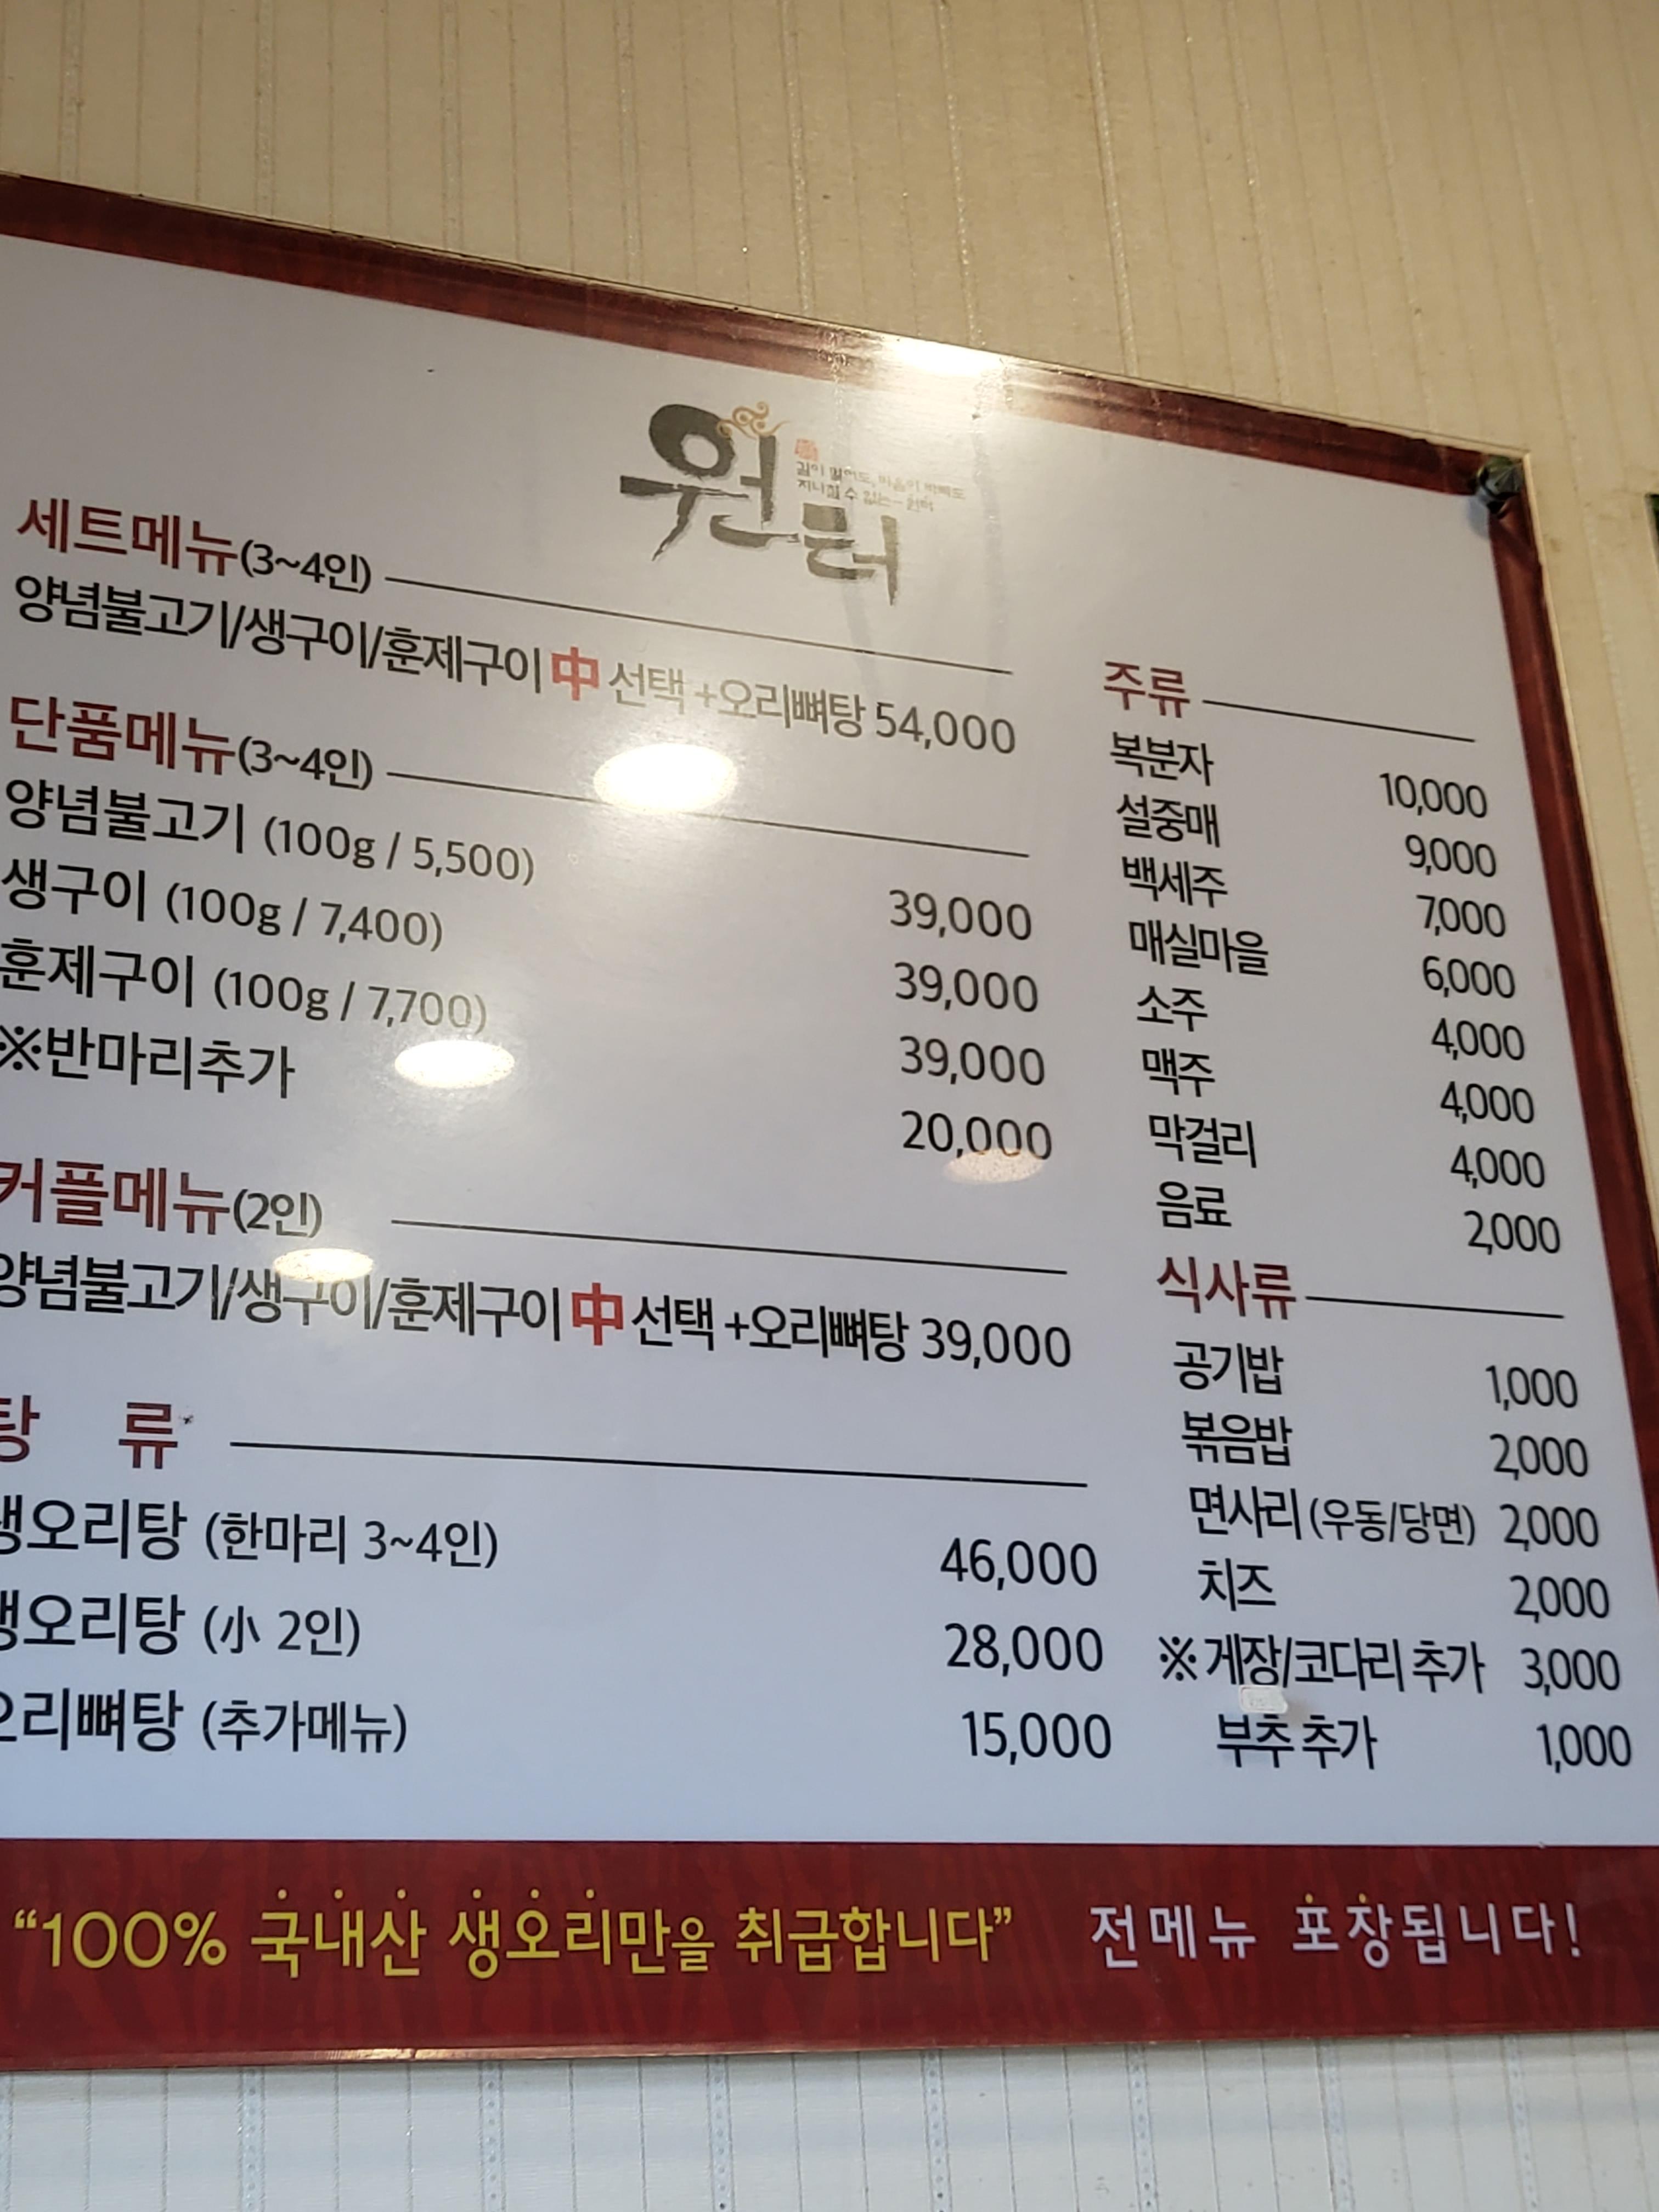 원터
세트메뉴(3~4인)
양념불고기/생구이/훈제구이 中 선택 +오리뼈탕 54,000
단품메뉴(3~4인)
양념불고기 (100g / 5,500) 39,000
생구이 (100g / 7,400) 39,000
훈제구이 (100g / 7,700) 39,000
※반마리추가 20,000
커플메뉴(2인)
양념불고기/생구이/훈제구이 中 선택 +오리뼈탕 39,000
탕 류
생오리탕 (한마리 3~4인) 46,000
생오리탕 (小 2인) 28,000
오리뼈탕 (추가메뉴) 15,000
주류
복분자 10,000
설중매 9,000
백세주 7,000
매실마을 6,000
소주 4,000
맥주 4,000
막걸리 4,000
음료 2,000
식사류
공기밥 1,000
볶음밥 2,000
면사리 (우동/당면) 2,000
치즈 2,000
※ 게장/코다리 추가 3,000
부추 추가 1,000
“100% 국내산 생오리만을 취급합니다” 전메뉴 포장됩니다!